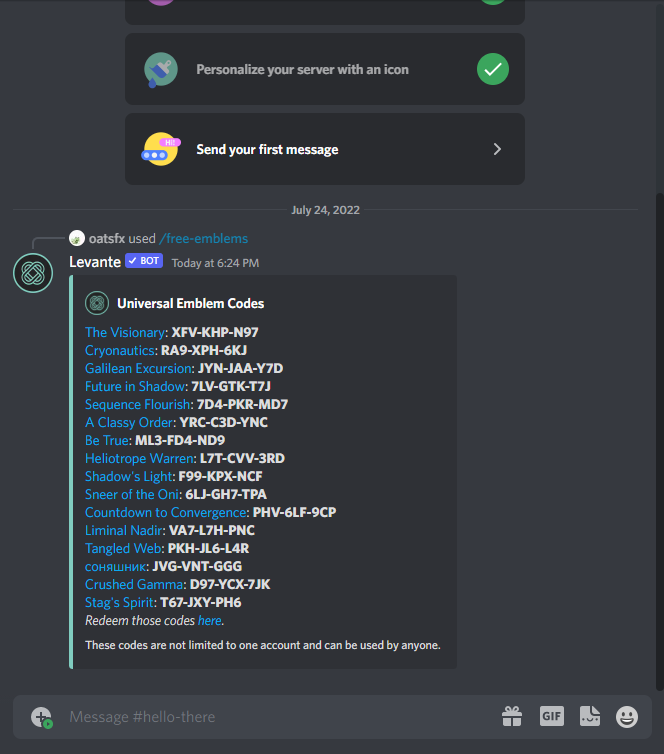 Personalize your server with an icon
Hi!
Send your first message
July 24, 2022
oatsfx used /free-emblems
Levante ✓ BOT Today at 6:24 PM
Universal Emblem Codes
The Visionary: XFV-KHP-N97
Cryonautics: RA9-XPH-6KJ
Galilean Excursion: JYN-JAA-Y7D
Future in Shadow: 7LV-GTK-T7J
Sequence Flourish: 7D4-PKR-MD7
A Classy Order: YRC-C3D-YNC
Be True: ML3-FD4-ND9
Heliotrope Warren: L7T-CVV-3RD
Shadow's Light: F99-KPX-NCF
Sneer of the Oni: 6LJ-GH7-TPA
Countdown to Convergence: PHV-6LF-9CP
Liminal Nadir: VA7-L7H-PNC
Tangled Web: PKH-JL6-L4R
соняшник: JVG-VNT-GGG
Crushed Gamma: D97-YCX-7JK
Stag's Spirit: T67-JXY-PH6
Redeem those codes here.
These codes are not limited to one account and can be used by anyone.
Message #hello-there
GIF